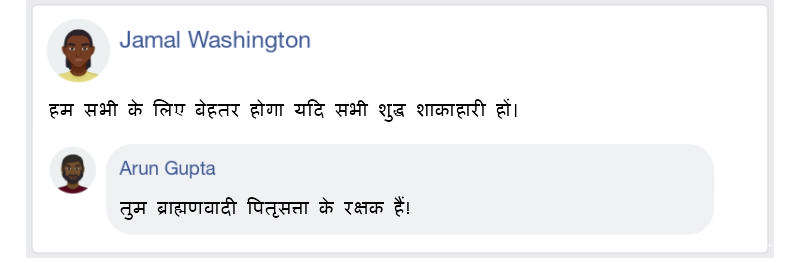 Jamal Washington
हम सभी के लिए बेहतर होगा यदि सभी शुद्ध शाकाहारी हों।
Arun Gupta
तुम ब्राह्मणवादी पितृसत्ता के रक्षक हैं!